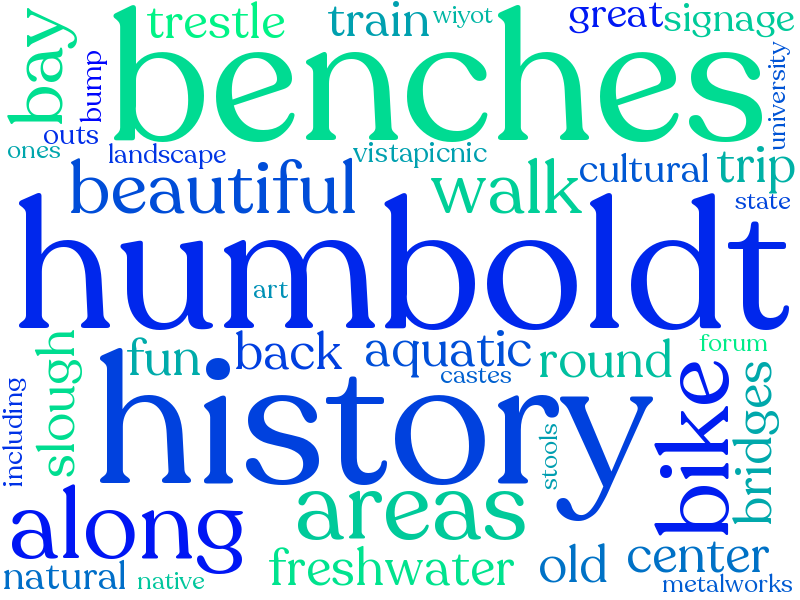 bay
trestle
train
wiyot
great
signage
benches
bump
outs
ones
university
landscape
vistapicnic
beautiful
walk
cultural
trip
state
humboldt
art
fun
back
aquatic
castes
round
forum
slough
history
including
stools
bike
bridges
along
areas
freshwater
old
center
natural
native
metalworks